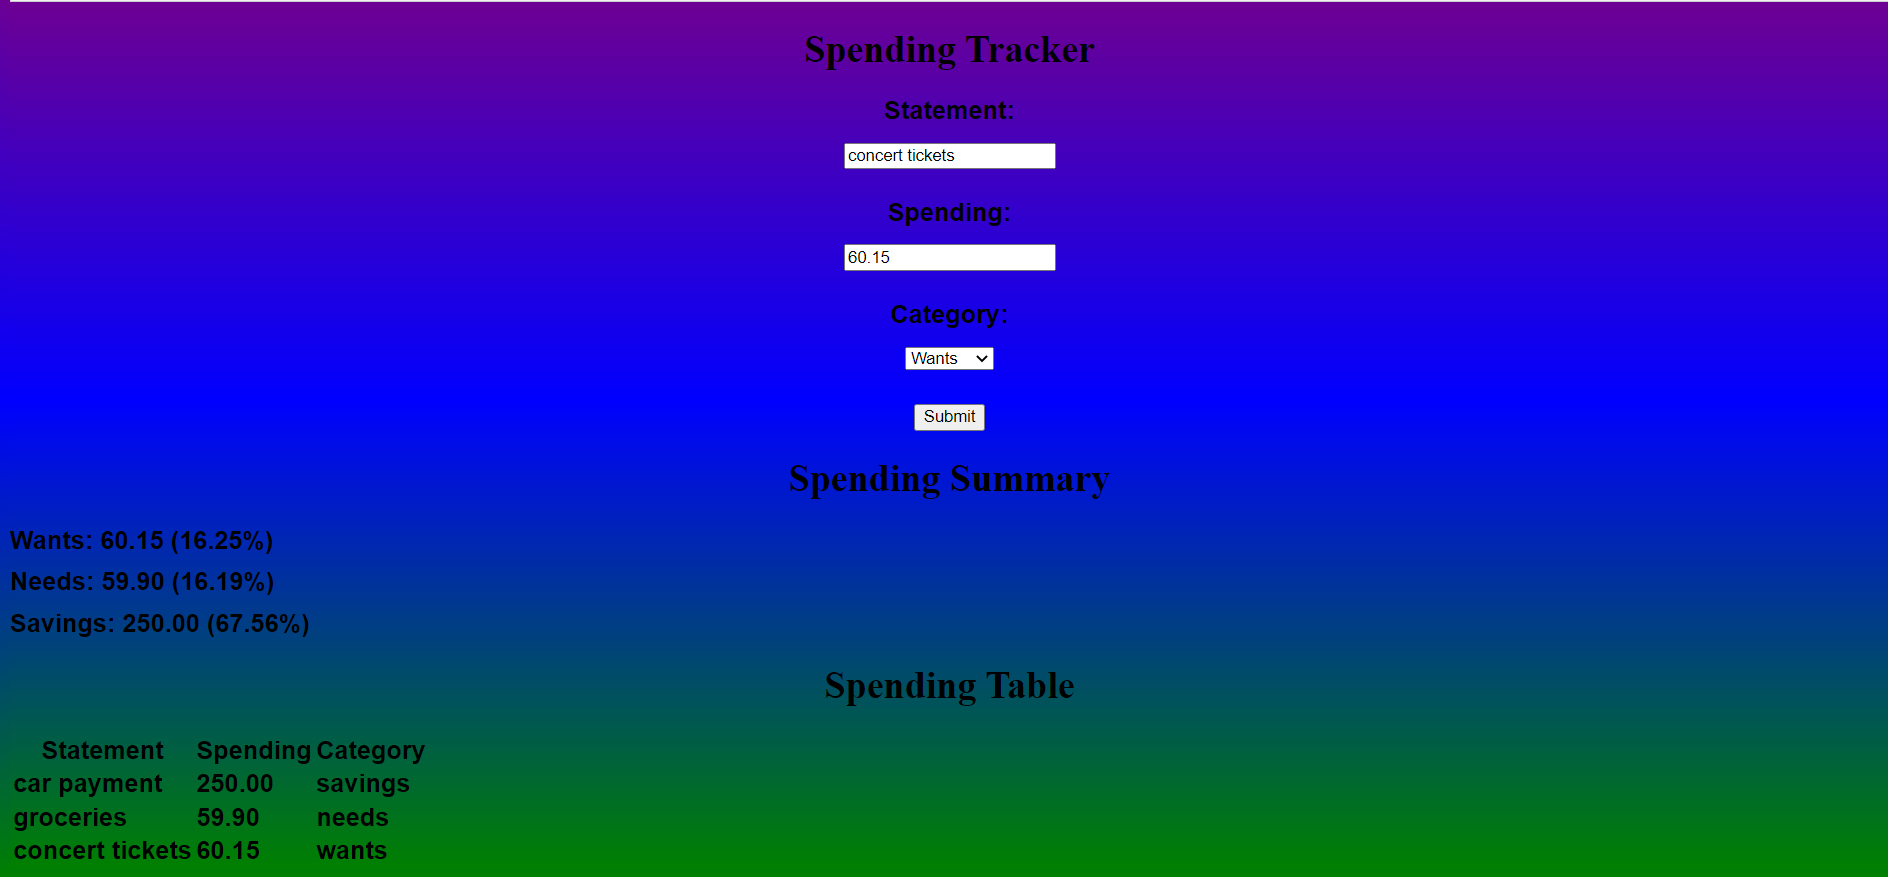 Spending Tracker
Statement:
concert tickets
Spending:
60.15
Category:
Wants
Submit
Spending Summary
Wants: 60.15 (16.25%)
Needs: 59.90 (16.19%)
Savings: 250.00 (67.56%)
Spending Table
Statement Spending Category
car payment 250.00 savings
groceries 59.90 needs
concert tickets 60.15 wants